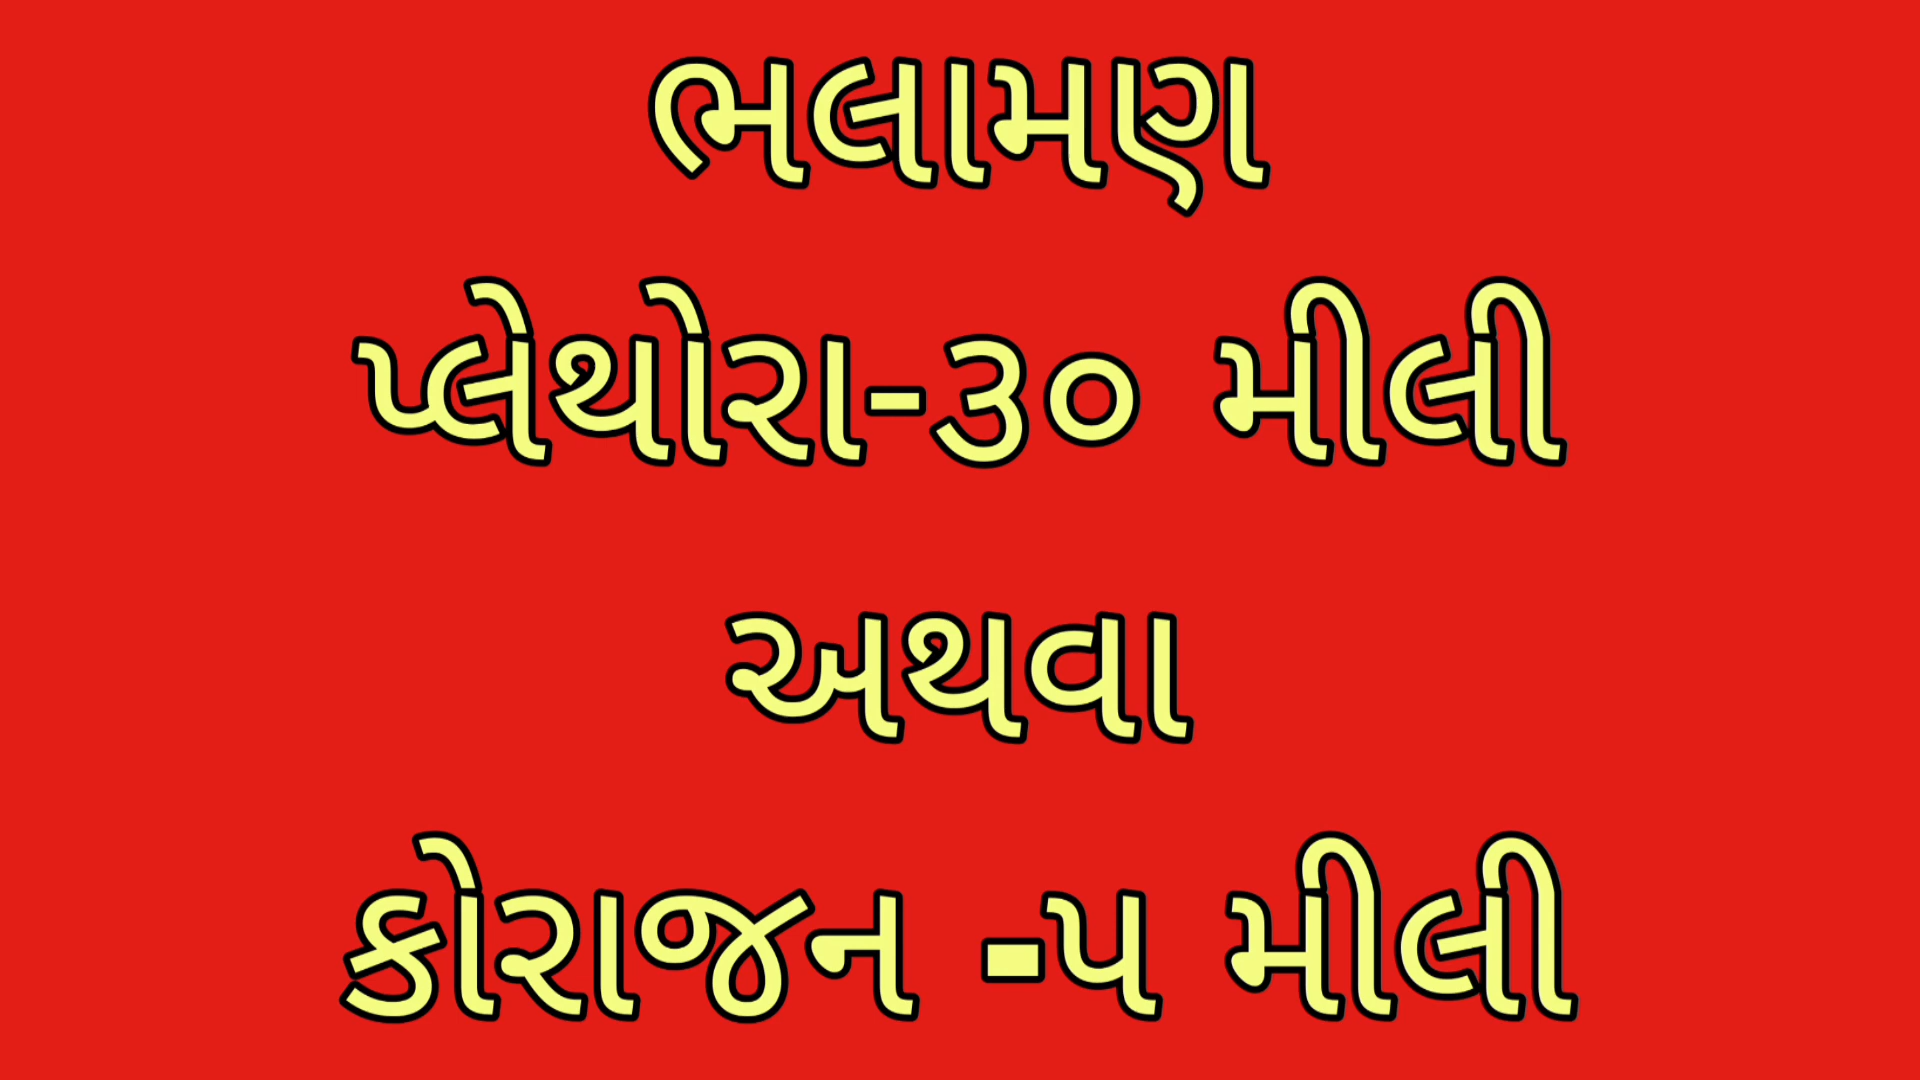 ભલામણ
પ્લેથોરા-૩૦ મીલી
અથવા
કોરાજન -૫ મીલી